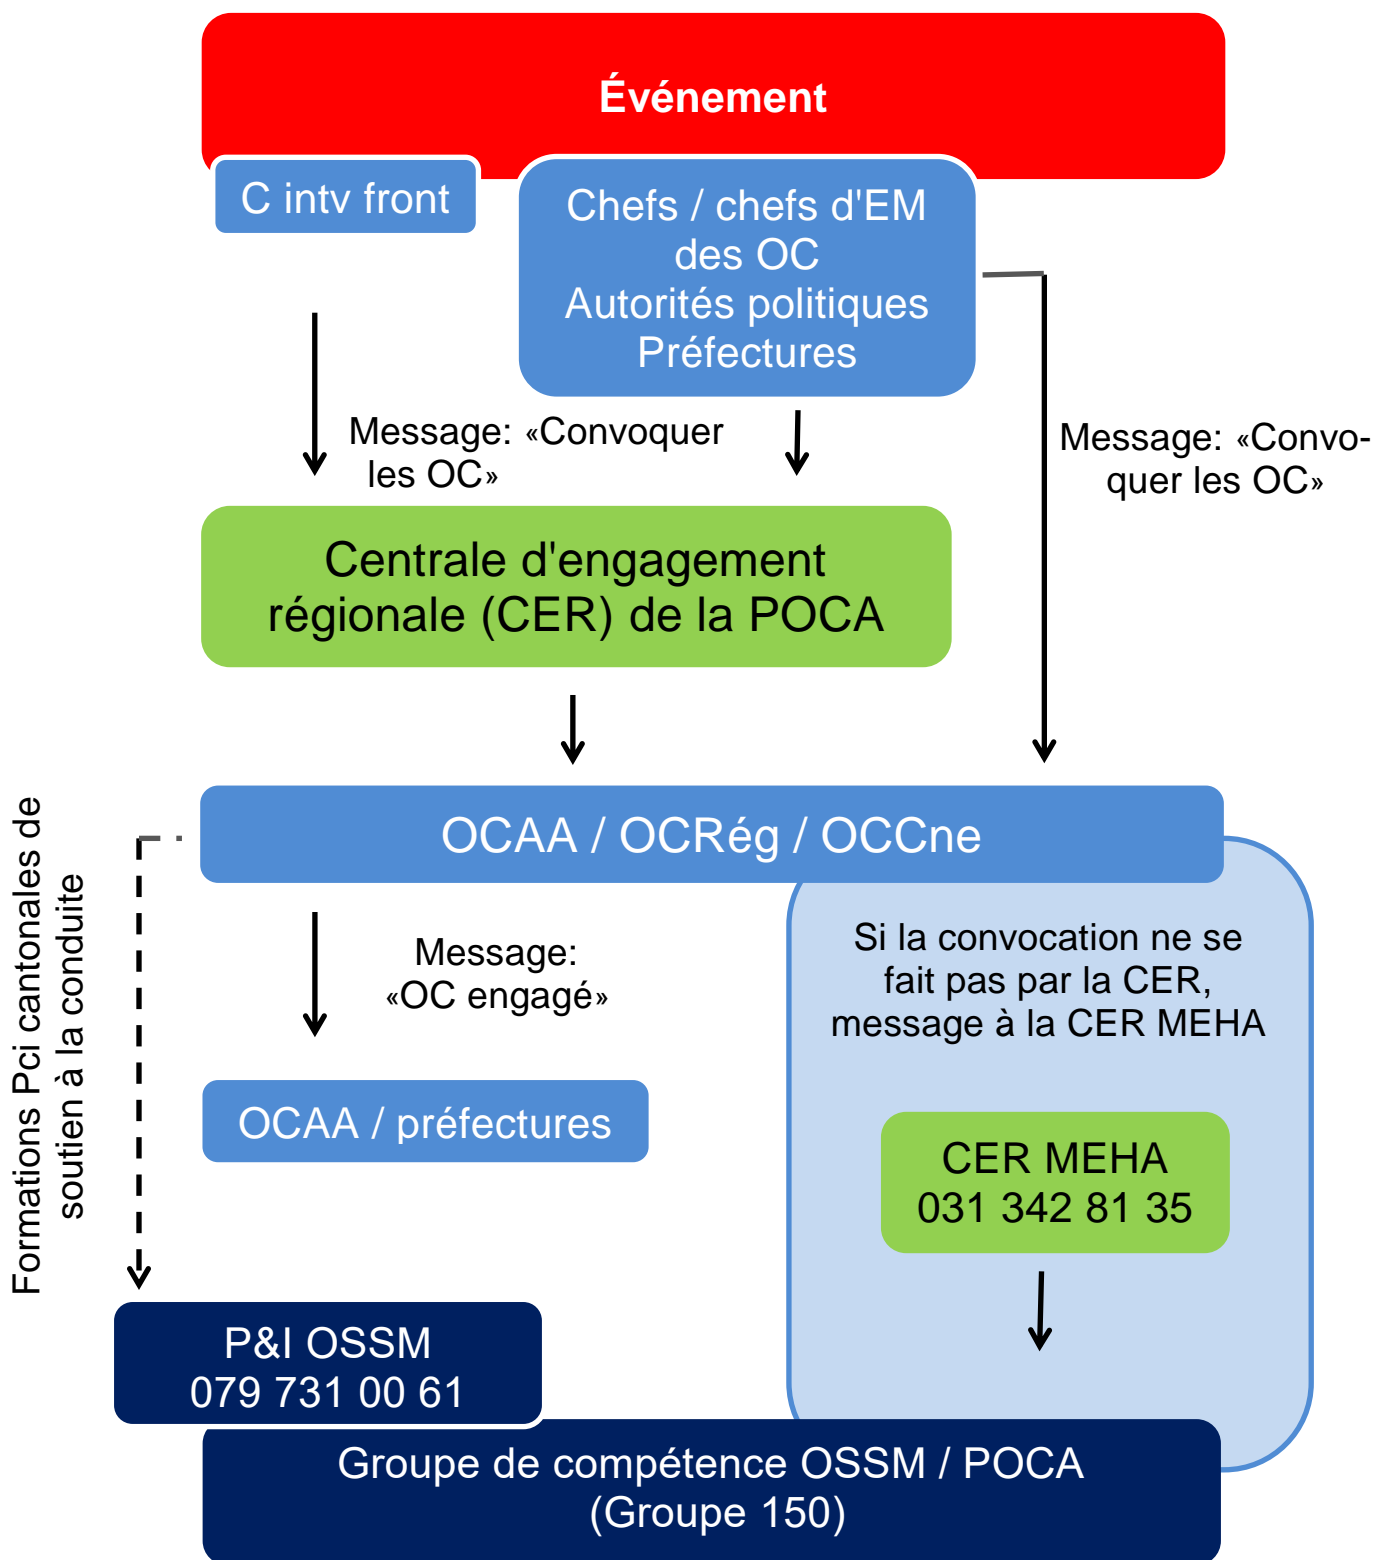 Événement
C intv front
Chefs / chefs d'EM
des OC
Autorités politiques
Préfectures
Message: «Convoquer
les OC»
Message: «Convo-
quer les OC»
Centrale d'engagement
régionale (CER) de la POCA
OCAA / OCRég / OCCne
Formations Pci cantonales de
soutien à la conduite
Message:
«OC engagé»
Si la convocation ne se
fait pas par la CER,
message à la CER MEHA
OCAA / préfectures
CER MEHA
031 342 81 35
P&I OSSM
079 731 00 61
Groupe de compétence OSSM / POCA
(Groupe 150)